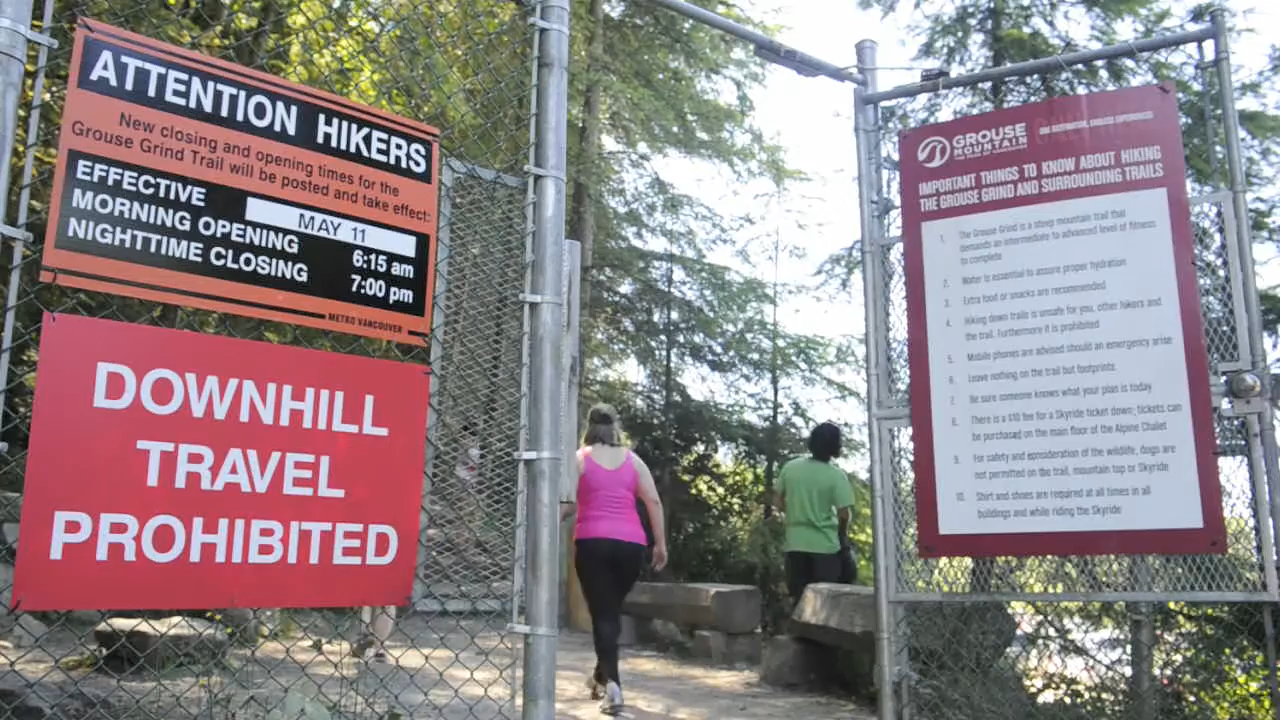 ATTENTION HIKERS
New closing and opening times for the
Grouse Grind Trail will be posted and take effect:
EFFECTIVE MAY 11
MORNING OPENING 6:15 am
NIGHTTIME CLOSING 7:00 pm
METRO VANCOUVER
DOWNHILL
TRAVEL
PROHIBITED
GROUSE
MOUNTAIN
THE PEAK OF VANCOUVER
ONE DESTINATION, ENDLESS EXPERIENCES
IMPORTANT THINGS TO KNOW ABOUT HIKING
THE GROUSE GRIND AND SURROUNDING TRAILS
1. The Grouse Grind is a steep mountain trail that
demands an intermediate to advanced level of fitness
to complete
2. Water is essential to assure proper hydration
3. Extra food or snacks are recommended
4. Hiking down trails is unsafe for you, other hikers and
the trail. Furthermore it is prohibited
5. Mobile phones are advised should an emergency arise
6. Leave nothing on the trail but footprints.
7. Be sure someone knows what your plan is today
8. There is a $10 fee for a Skyride ticket down; tickets can
be purchased on the main floor of the Alpine Chalet
9. For safety and consideration of the wildlife, dogs are
not permitted on the trail, mountain top or Skyride
10. Shirt and shoes are required at all times in all
buildings and while riding the Skyride